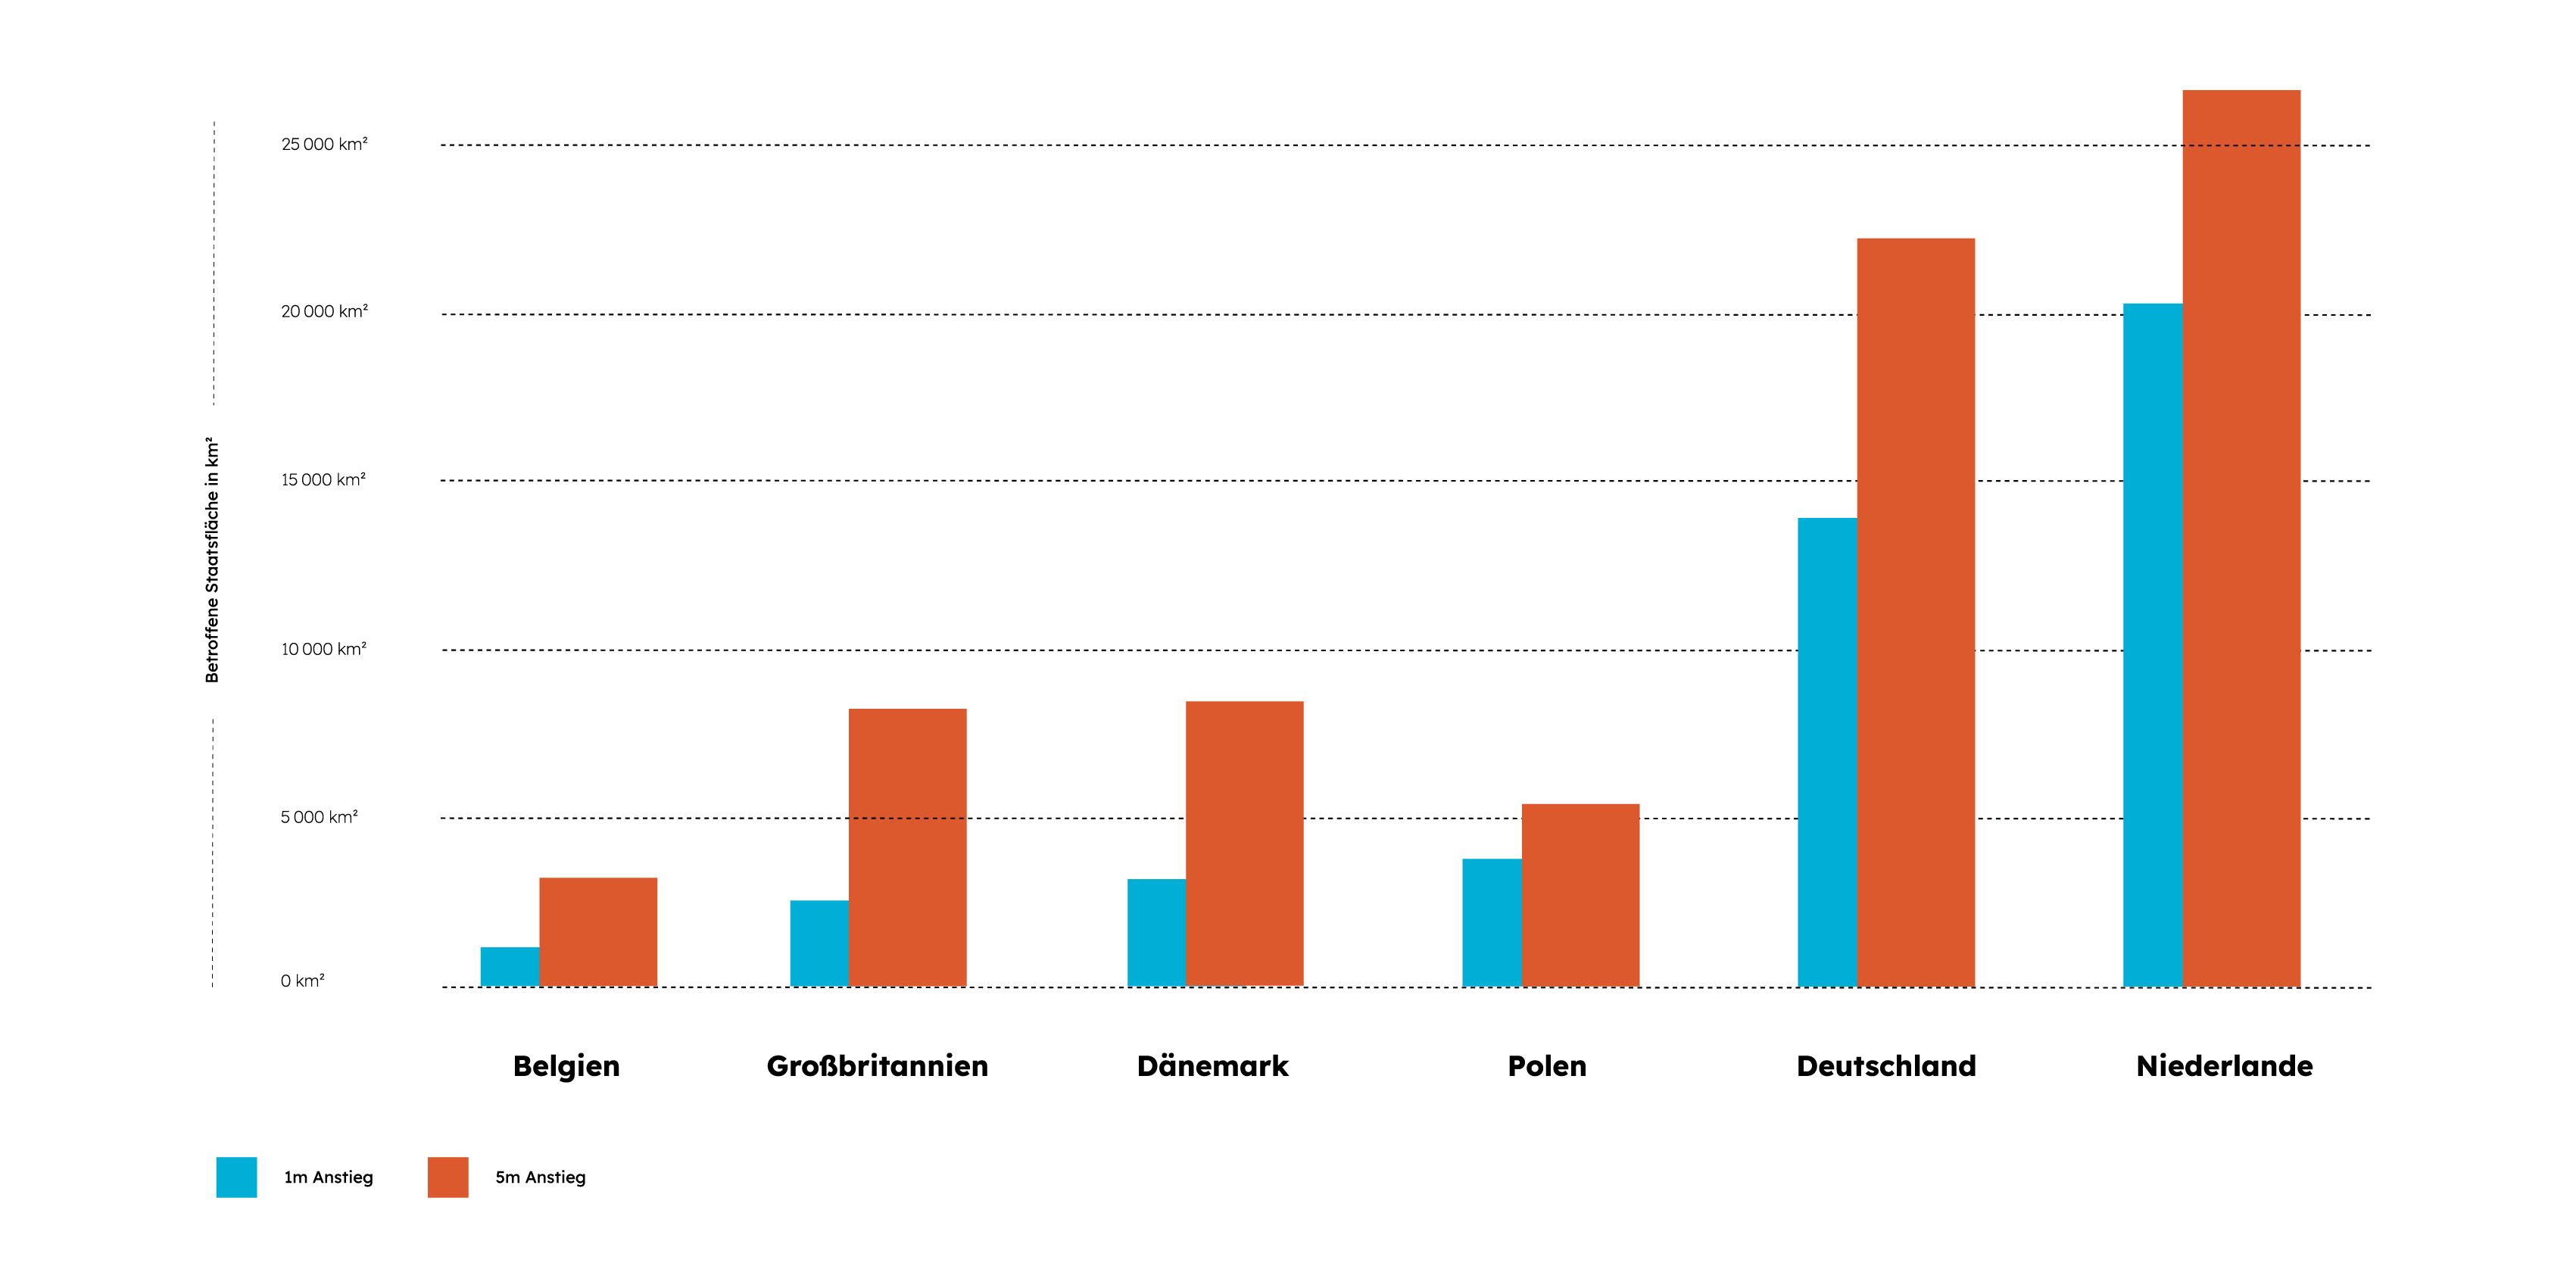 25 000 km²
20 000 km²
15 000 km²
10 000 km²
5 000 km²
0 km²
Betroffene Staatsfläche in km²
Belgien
Großbritannien
Dänemark
Polen
Deutschland
Niederlande
1m Anstieg
5m Anstieg